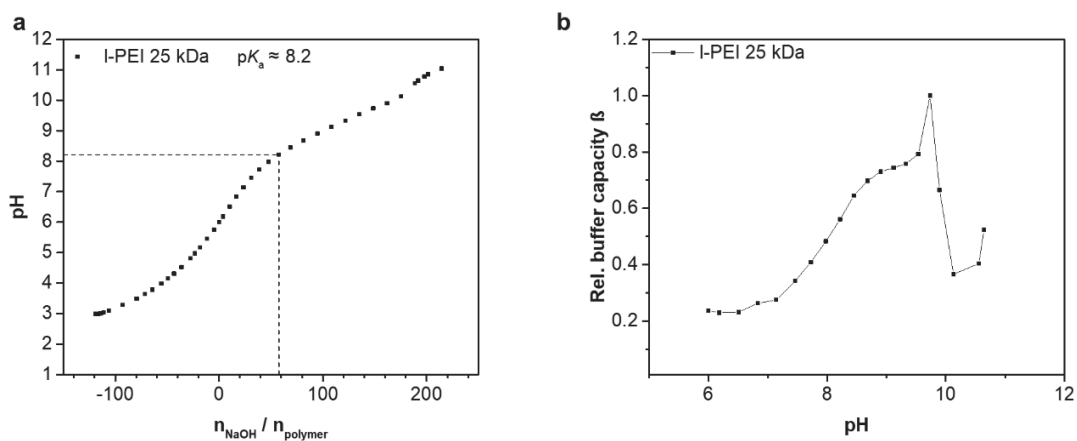 a
l-PEI 25 kDa pKa ≈ 8.2
12
11
10
9
8
7
6
5
4
3
2
1
pH
-100 0 100 200
nNaOH / npolymer
b
l-PEI 25 kDa
1.2
1.0
0.8
0.6
0.4
0.2
Rel. buffer capacity ß
6 8 10 12
pH